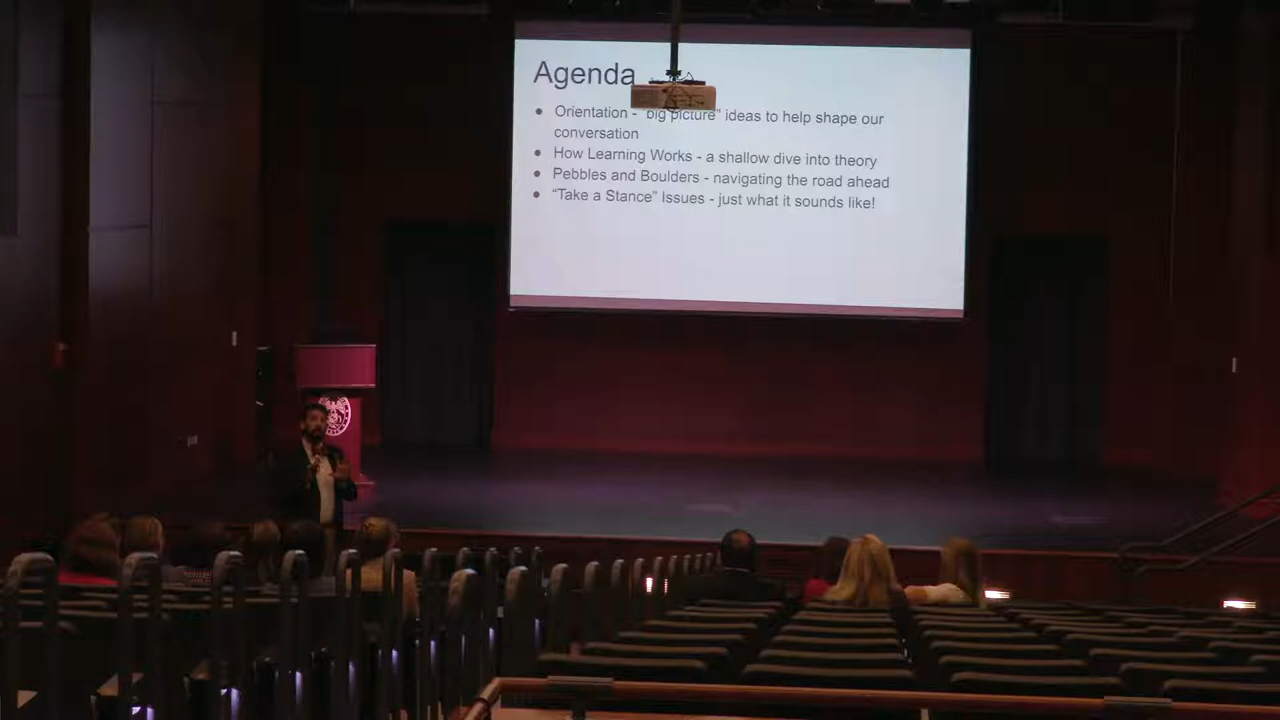 Agenda
● Orientation - "big picture" ideas to help shape our
conversation
● How Learning Works - a shallow dive into theory
● Pebbles and Boulders - navigating the road ahead
● “Take a Stance” Issues - just what it sounds like!